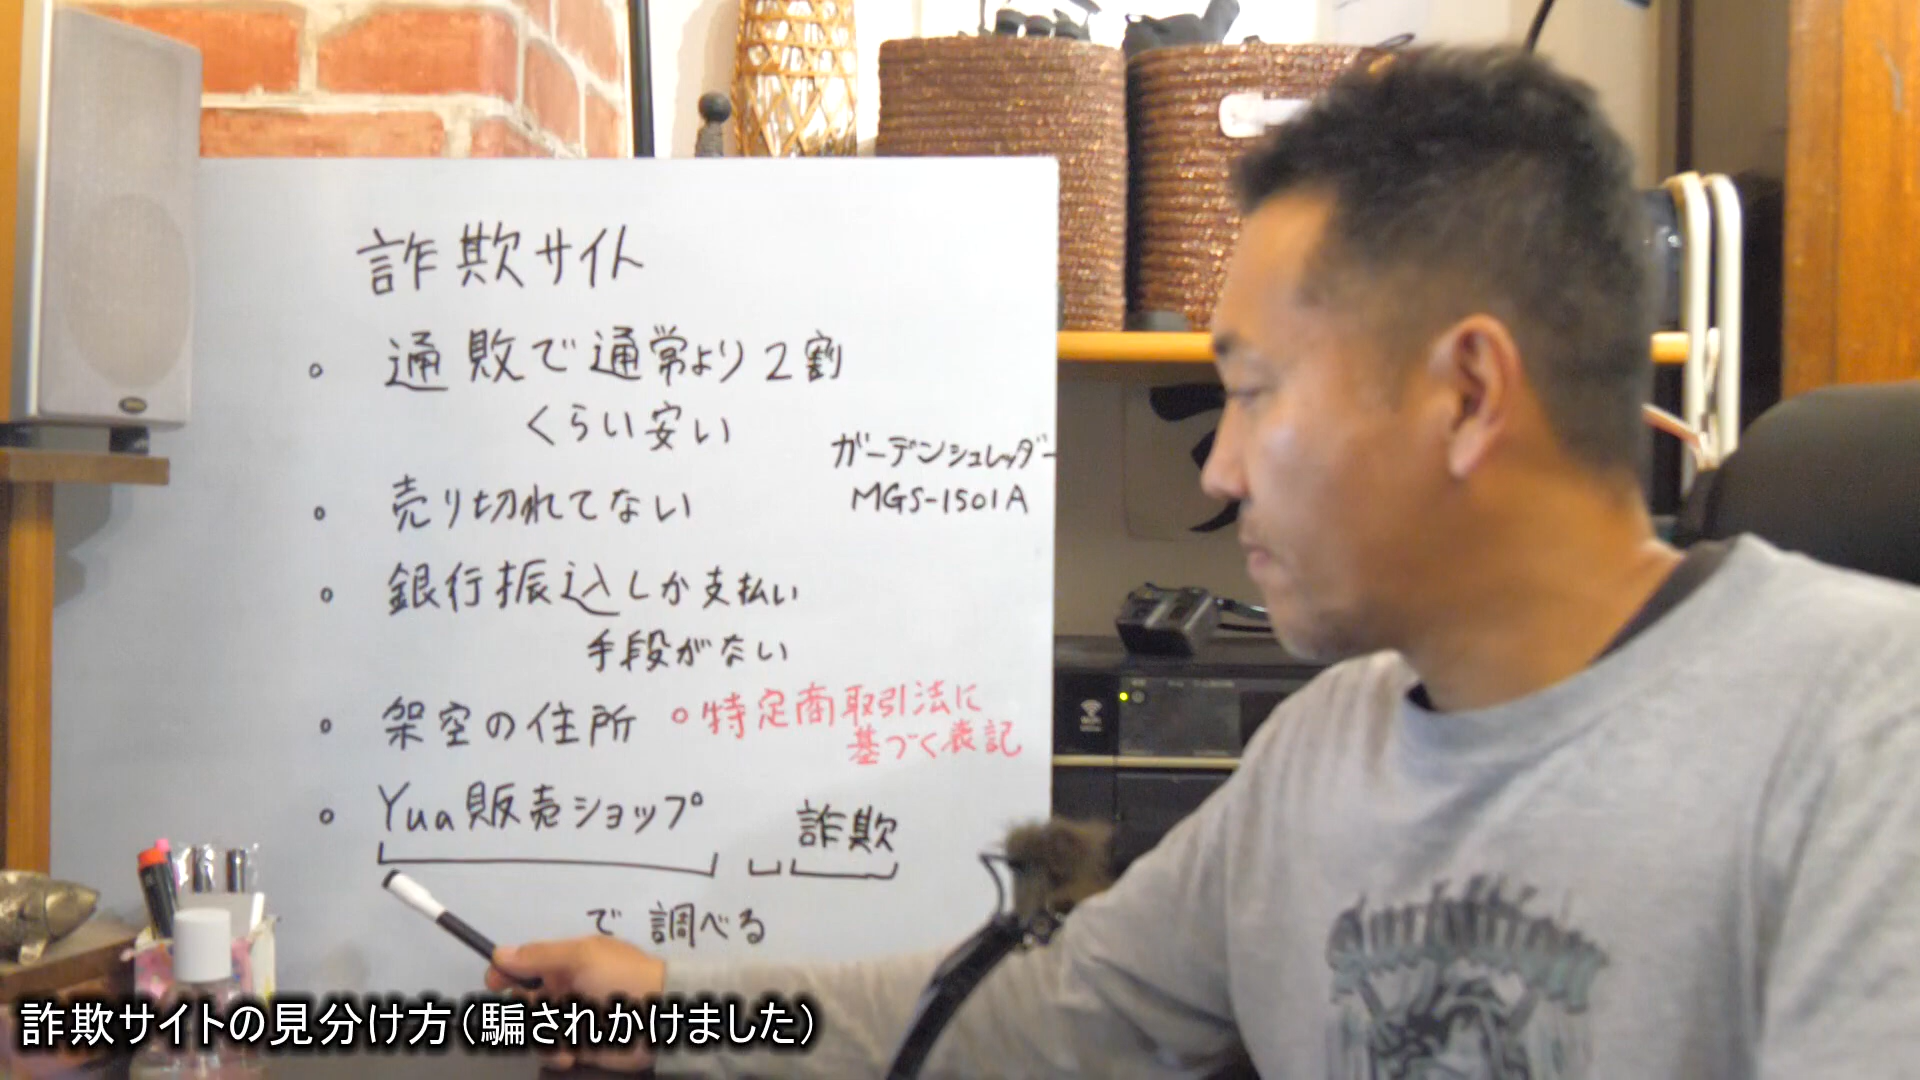 詐欺サイト
。通販で通常より2割
くらい安い
ガーデンシュレッダー
MGS-1501A
。売り切れてない
。銀行振込しか支払い
手段がない
。架空の住所
。特定商取引法に
基づく表記
。Yua販売ショップ 詐欺
で調べる
詐欺サイトの見分け方(騙されかけました)